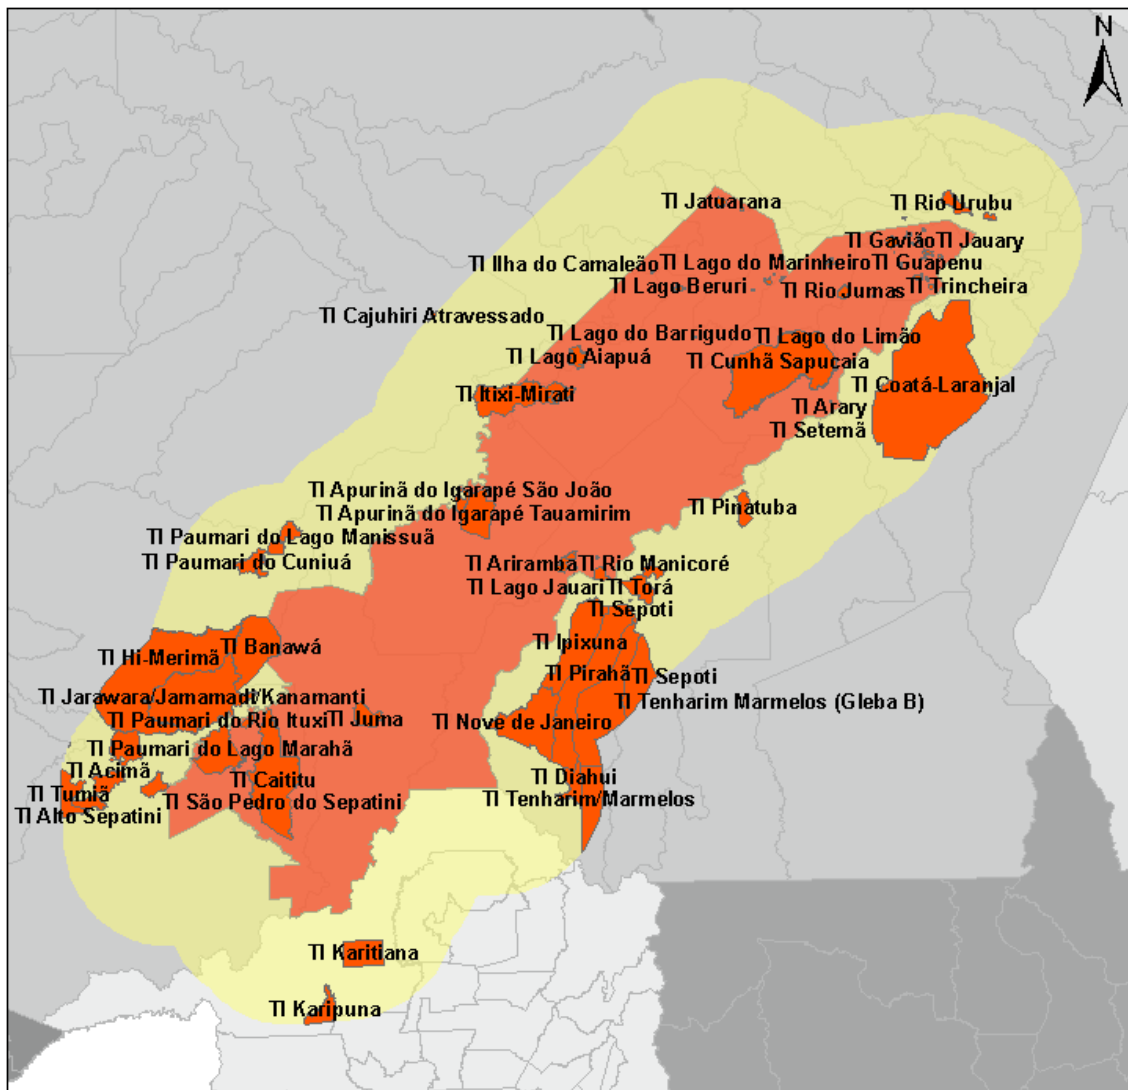 N
TI Jatuarana
TI Rio Urubu
TI Gavião
TI Jauary
TI Ilha do Camaleão
TI Lago do Marinheiro
TI Guapenu
TI Lago Beruri
TI Rio Jumas
TI Trincheira
TI Cajuhiri Atravessado
TI Lago do Barrigudo
TI Lago do Limão
TI Lago Aiapuá
TI Cunhã Sapucaia
TI Itixi-Mirati
TI Coatá-Laranjal
TI Arary
TI Setemã
TI Apurinã do Igarapé São João
TI Apurinã do Igarapé Tauamirim
TI Pinatuba
TI Paumari do Lago Manissuã
TI Paumari do Cuniuá
TI Ariramba
TI Rio Manicoré
TI Lago Jauari
TI Torá
TI Sepoti
TI Ipixuna
TI Banawá
TI Hi-Merimã
TI Pirahã
TI Sepoti
TI Jarawara/Jamamadi/Kanamanti
TI Tenharim Marmelos (Gleba B)
TI Paumari do Rio Ituxi
TI Juma
TI Nove de Janeiro
TI Paumari do Lago Marahã
TI Acimã
TI Caititu
TI Diahui
TI Tumiã
TI São Pedro do Sepatini
TI Tenharim/Marmelos
TI Alto Sepatini
TI Karitiana
TI Karipuna